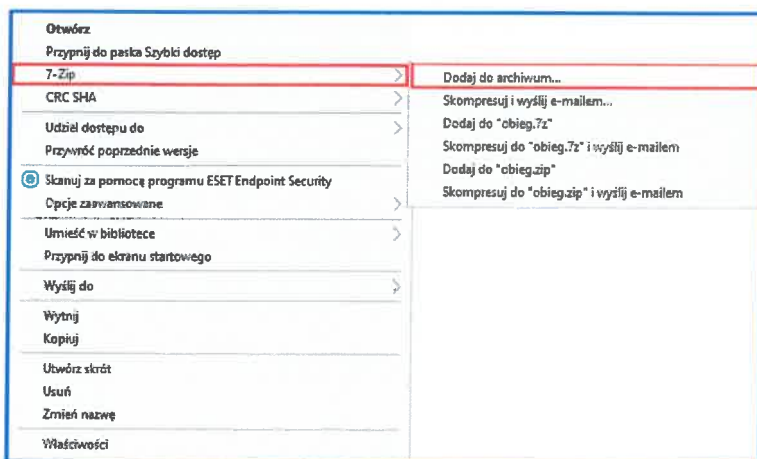 Otwórz
Przypnij do paska Szybki dostęp
7-Zip
CRC SHA
Udziel dostępu do
Przywróć poprzednie wersje
Skanuj za pomocą programu ESET Endpoint Security
Opcje zaawansowane
Umieść w bibliotece
Przypnij do ekranu startowego
Wyślij do
Wytnij
Kopiuj
Utwórz skrót
Usuń
Zmień nazwę
Właściwości
Dodaj do archiwum...
Skompresuj i wyślij e-mailem...
Dodaj do "obieg.7z"
Skompresuj do "obieg.7z" i wyślij e-mailem
Dodaj do "obieg.zip"
Skompresuj do "obieg.zip" i wyślij e-mailem